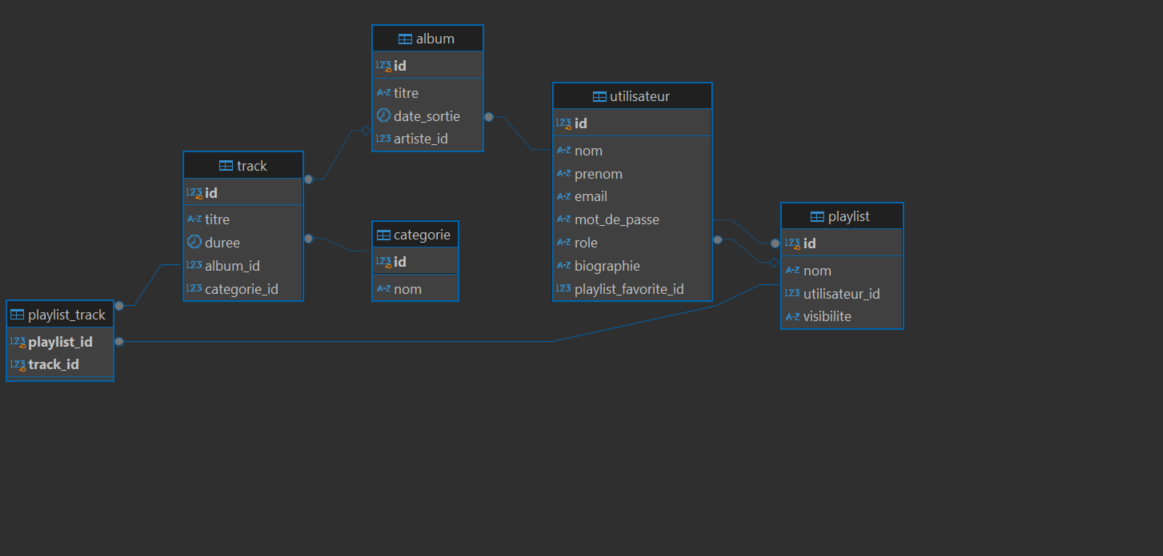 album
123 id
A-Z titre
date_sortie
123 artiste_id
utilisateur
123 id
A-Z nom
A-Z prenom
A-Z email
A-Z mot_de_passe
A-Z role
A-Z biographie
123 playlist_favorite_id
track
123 id
A-Z titre
duree
123 album_id
123 categorie_id
categorie
123 id
A-Z nom
playlist
123 id
A-Z nom
123 utilisateur_id
A-Z visibilite
playlist_track
123 playlist_id
123 track_id